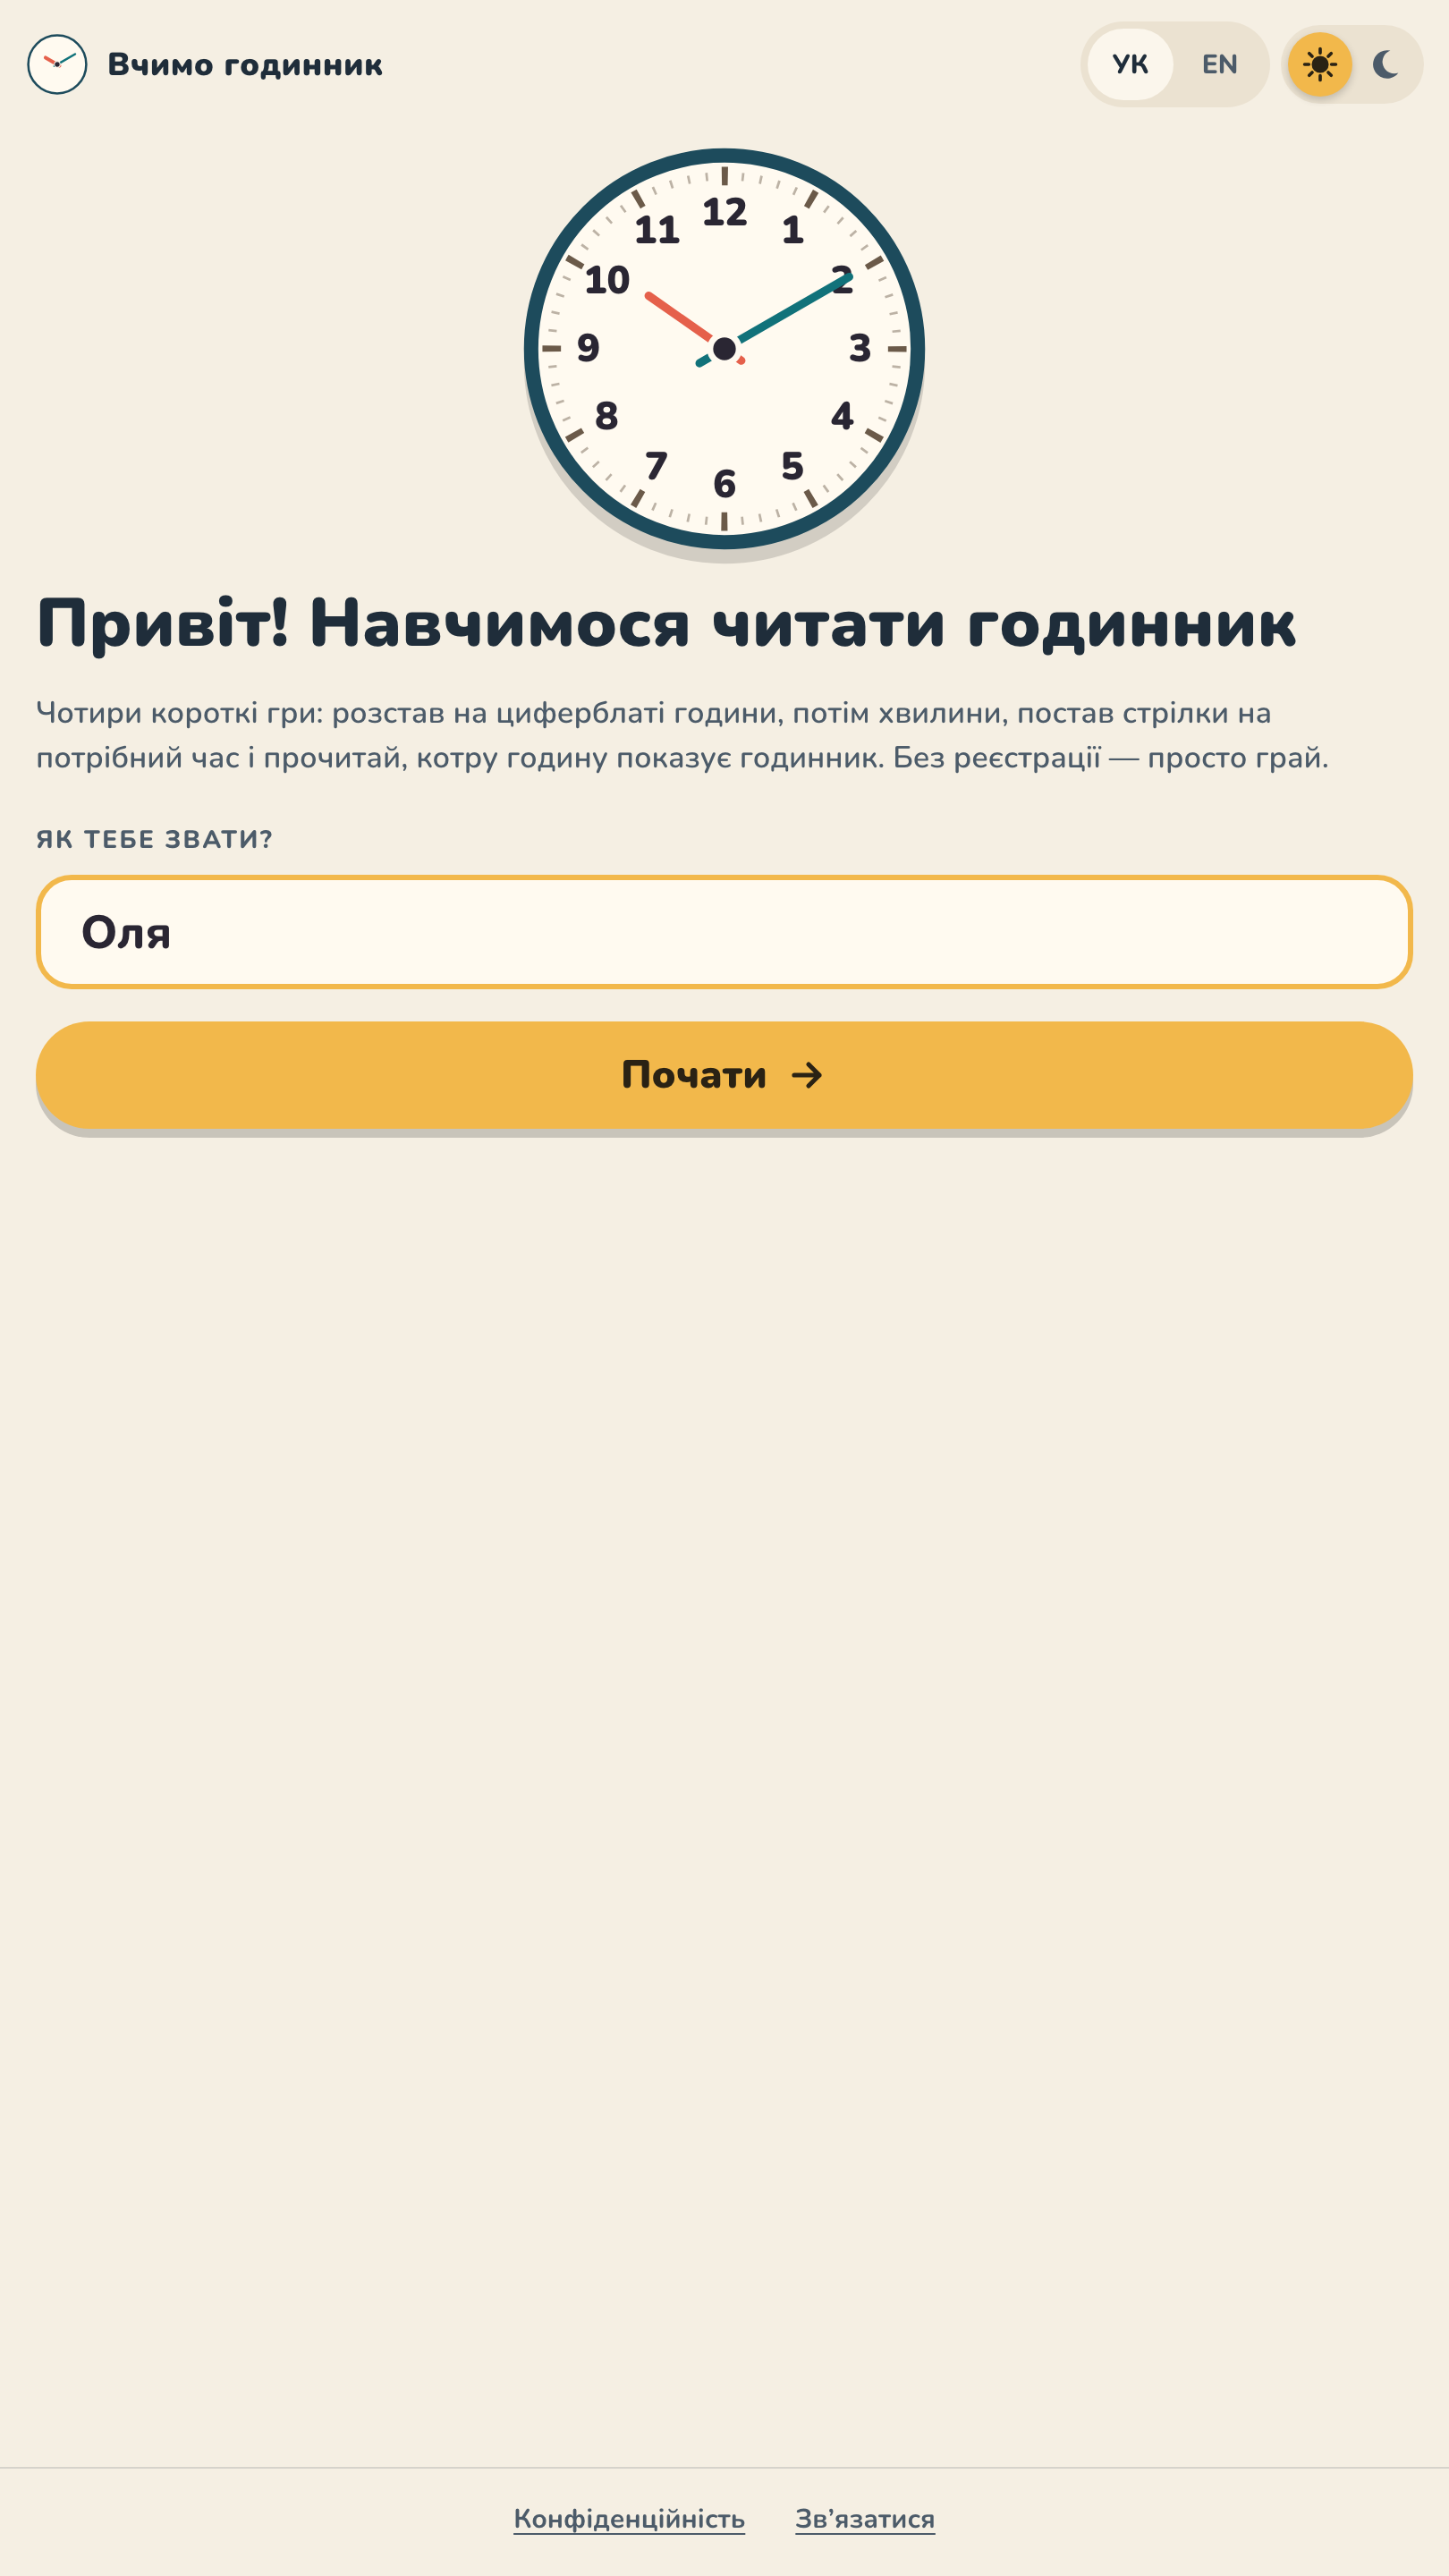 Вчимо годинник
УК EN
12
11 1
10 2
9 3
8 4
7 5
6
Привіт! Навчимося читати годинник
Чотири короткі гри: розстав на циферблаті години, потім хвилини, постав стрілки на
потрібний час і прочитай, котру годину показує годинник. Без реєстрації — просто грай.
ЯК ТЕБЕ ЗВАТИ?
Оля
Почати →
Конфіденційність Зв’язатися